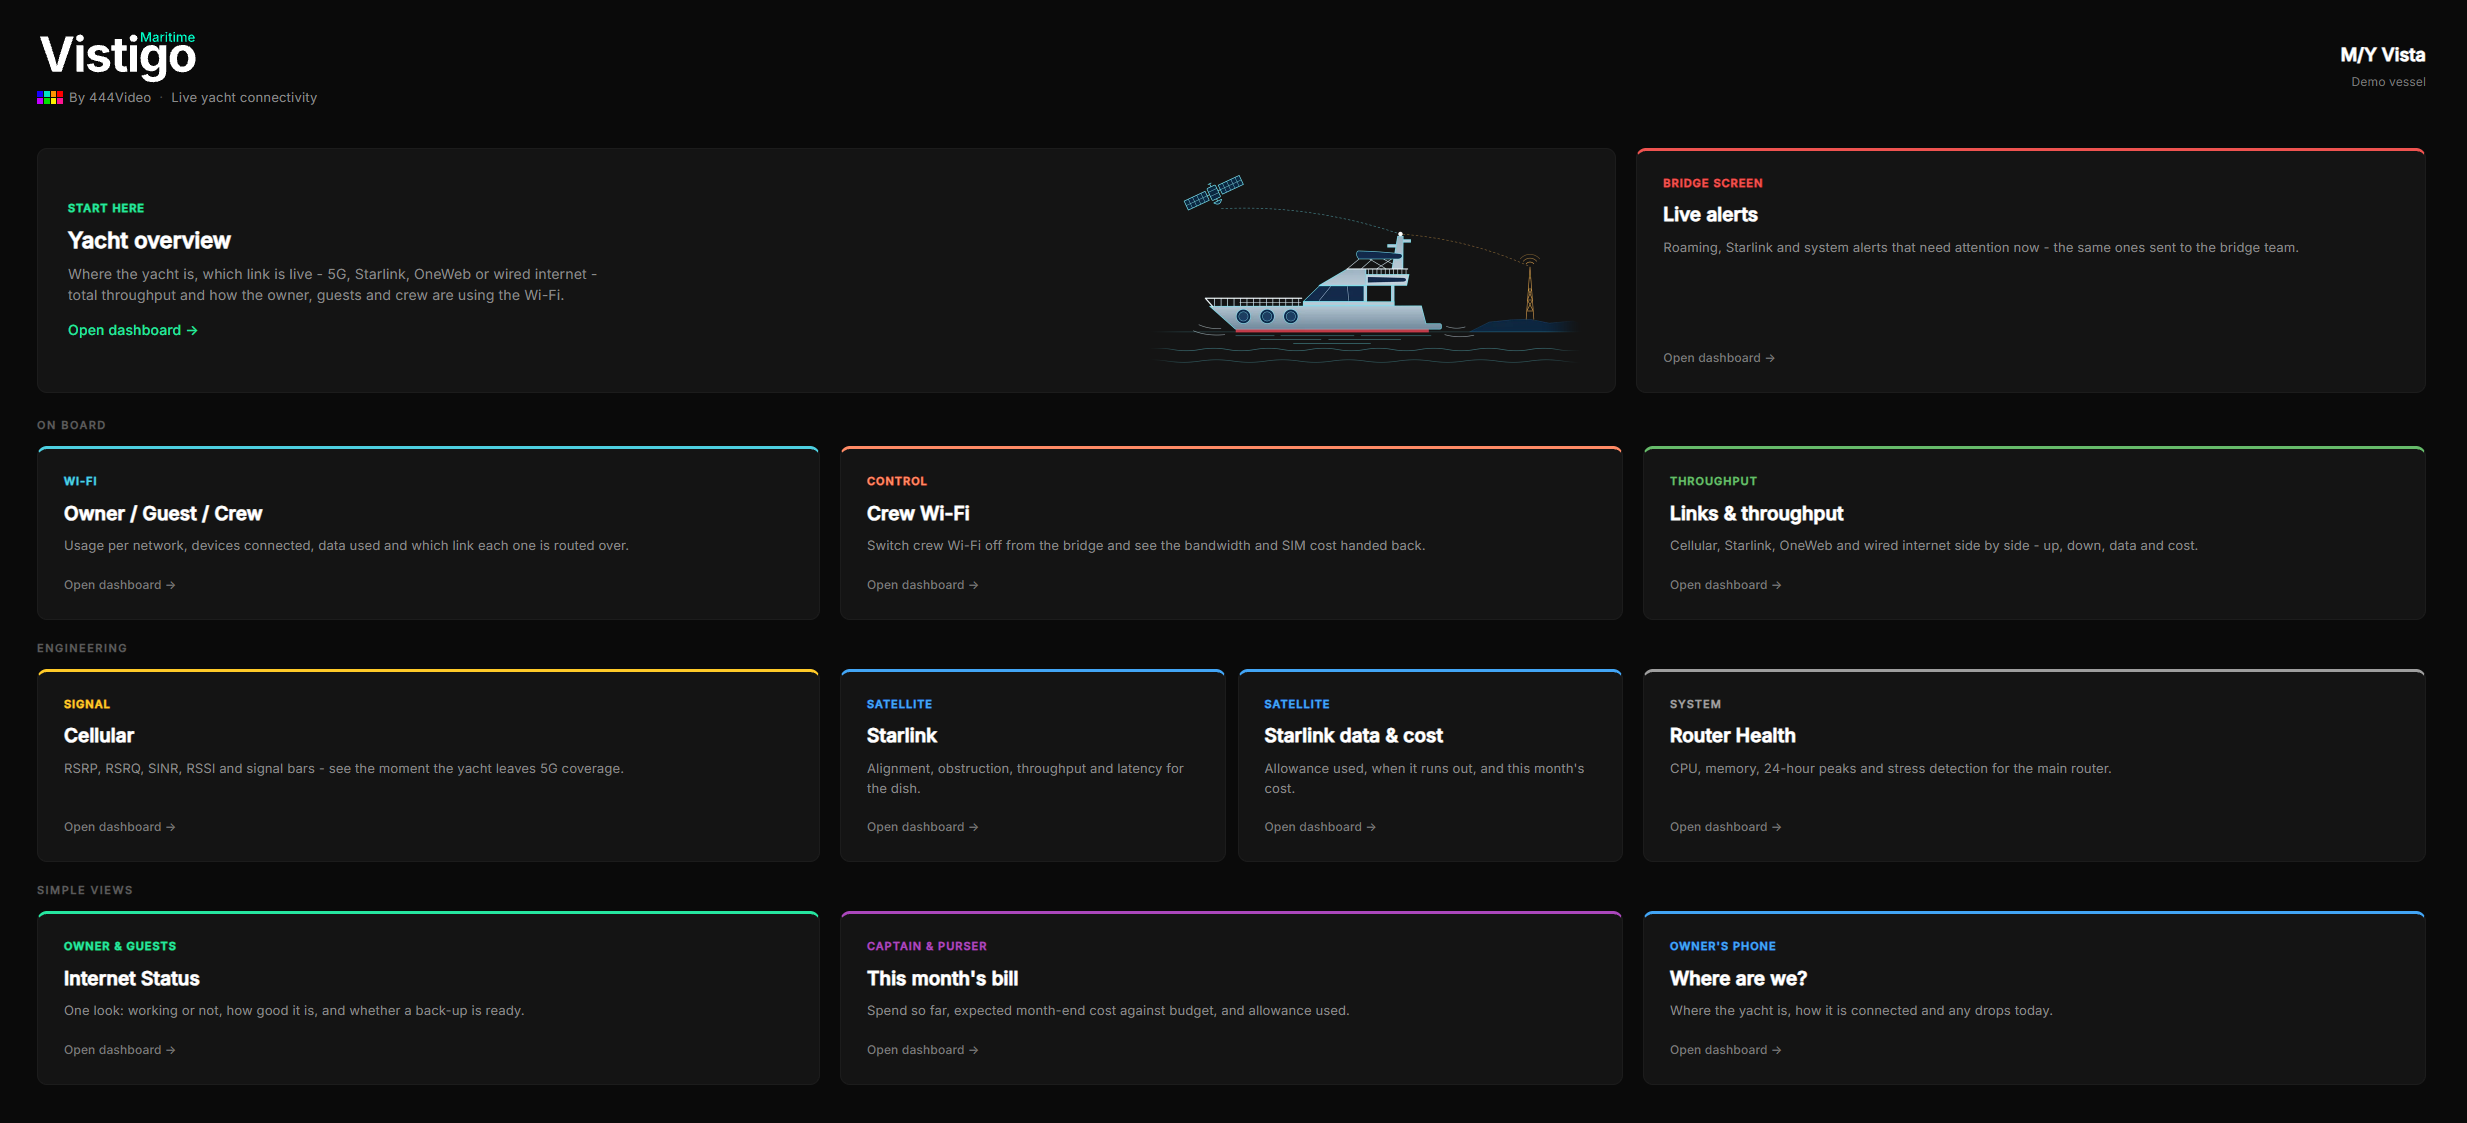 Maritime
Vistigo
By 444Video · Live yacht connectivity
M/Y Vista
Demo vessel
START HERE
Yacht overview
Where the yacht is, which link is live - 5G, Starlink, OneWeb or wired internet -
total throughput and how the owner, guests and crew are using the Wi-Fi.
Open dashboard →
BRIDGE SCREEN
Live alerts
Roaming, Starlink and system alerts that need attention now - the same ones sent to the bridge team.
Open dashboard →
ON BOARD
WI-FI
Owner / Guest / Crew
Usage per network, devices connected, data used and which link each one is routed over.
Open dashboard →
CONTROL
Crew Wi-Fi
Switch crew Wi-Fi off from the bridge and see the bandwidth and SIM cost handed back.
Open dashboard →
THROUGHPUT
Links & throughput
Cellular, Starlink, OneWeb and wired internet side by side - up, down, data and cost.
Open dashboard →
ENGINEERING
SIGNAL
Cellular
RSRP, RSRQ, SINR, RSSI and signal bars - see the moment the yacht leaves 5G coverage.
Open dashboard →
SATELLITE
Starlink
Alignment, obstruction, throughput and latency for
the dish.
Open dashboard →
SATELLITE
Starlink data & cost
Allowance used, when it runs out, and this month's
cost.
Open dashboard →
SYSTEM
Router Health
CPU, memory, 24-hour peaks and stress detection for the main router.
Open dashboard →
SIMPLE VIEWS
OWNER & GUESTS
Internet Status
One look: working or not, how good it is, and whether a back-up is ready.
Open dashboard →
CAPTAIN & PURSER
This month's bill
Spend so far, expected month-end cost against budget, and allowance used.
Open dashboard →
OWNER'S PHONE
Where are we?
Where the yacht is, how it is connected and any drops today.
Open dashboard →